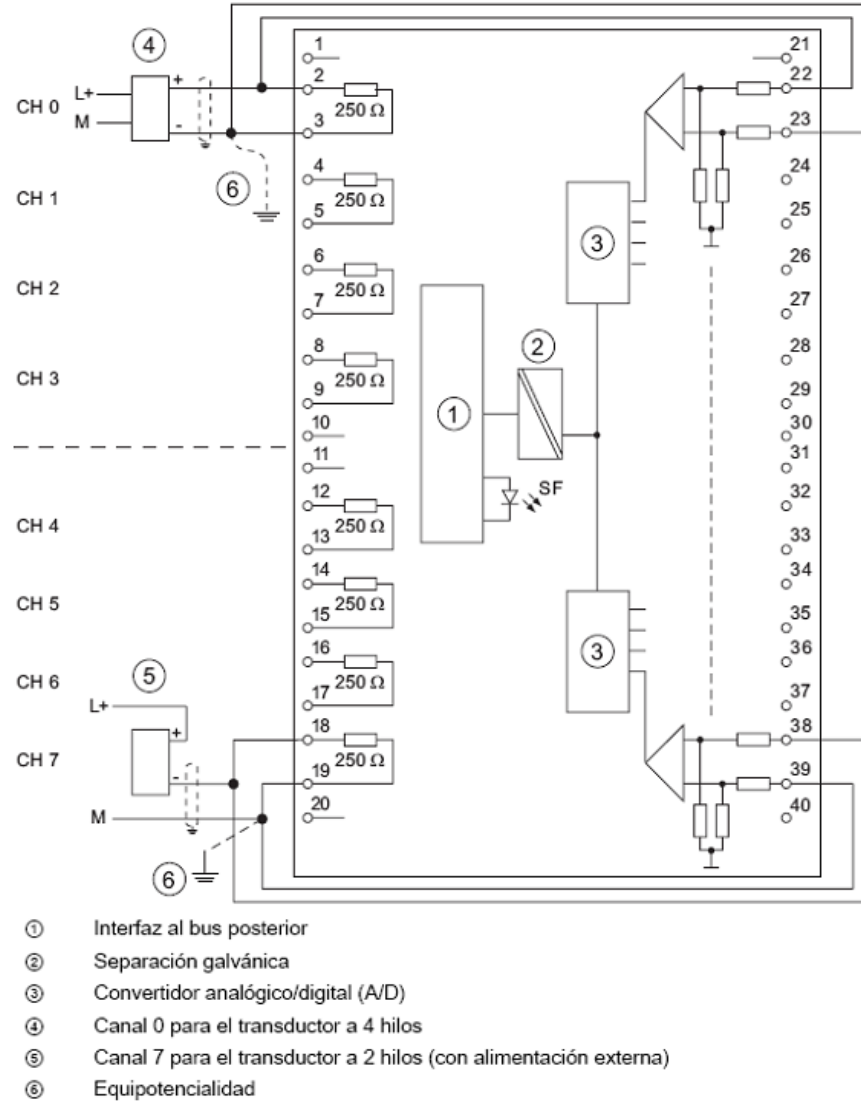 ④
1
21
+
2
22
L+
250 Ω
CH 0
M
-
3
23
4
24
⑥
CH 1
250 Ω
5
25
③
6
26
CH 2
250 Ω
7
27
②
8
28
CH 3
250 Ω
9
29
①
10
30
11
31
12
SF
32
CH 4
250 Ω
13
33
14
34
CH 5
250 Ω
15
35
16
③
36
CH 6
⑤
250 Ω
17
37
L+
18
38
+
CH 7
250 Ω
-
19
39
20
40
M
⑥
① Interfaz al bus posterior
② Separación galvánica
③ Convertidor analógico/digital (A/D)
④ Canal 0 para el transductor a 4 hilos
⑤ Canal 7 para el transductor a 2 hilos (con alimentación externa)
⑥ Equipotencialidad